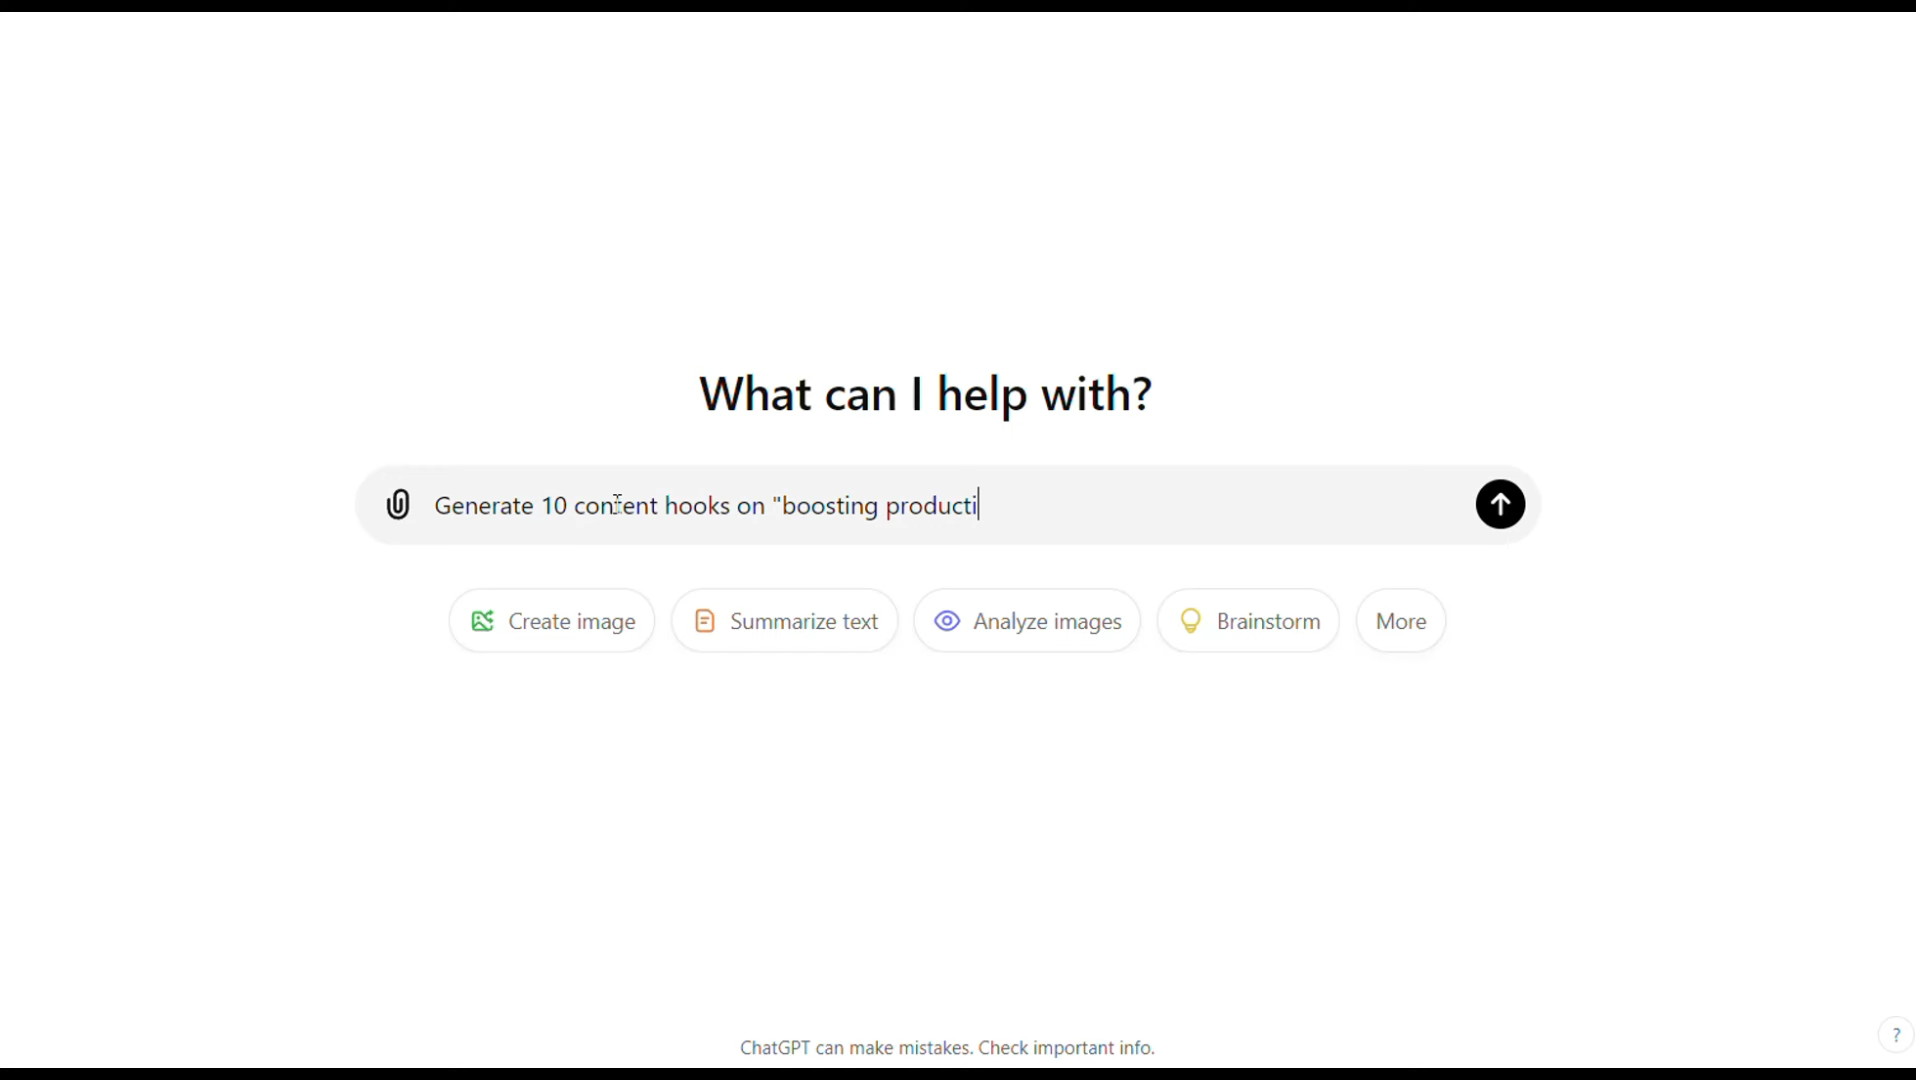 What can I help with?
Generate 10 content hooks on "boosting producti
Create image
Summarize text
Analyze images
Brainstorm
More
ChatGPT can make mistakes. Check important info.
?